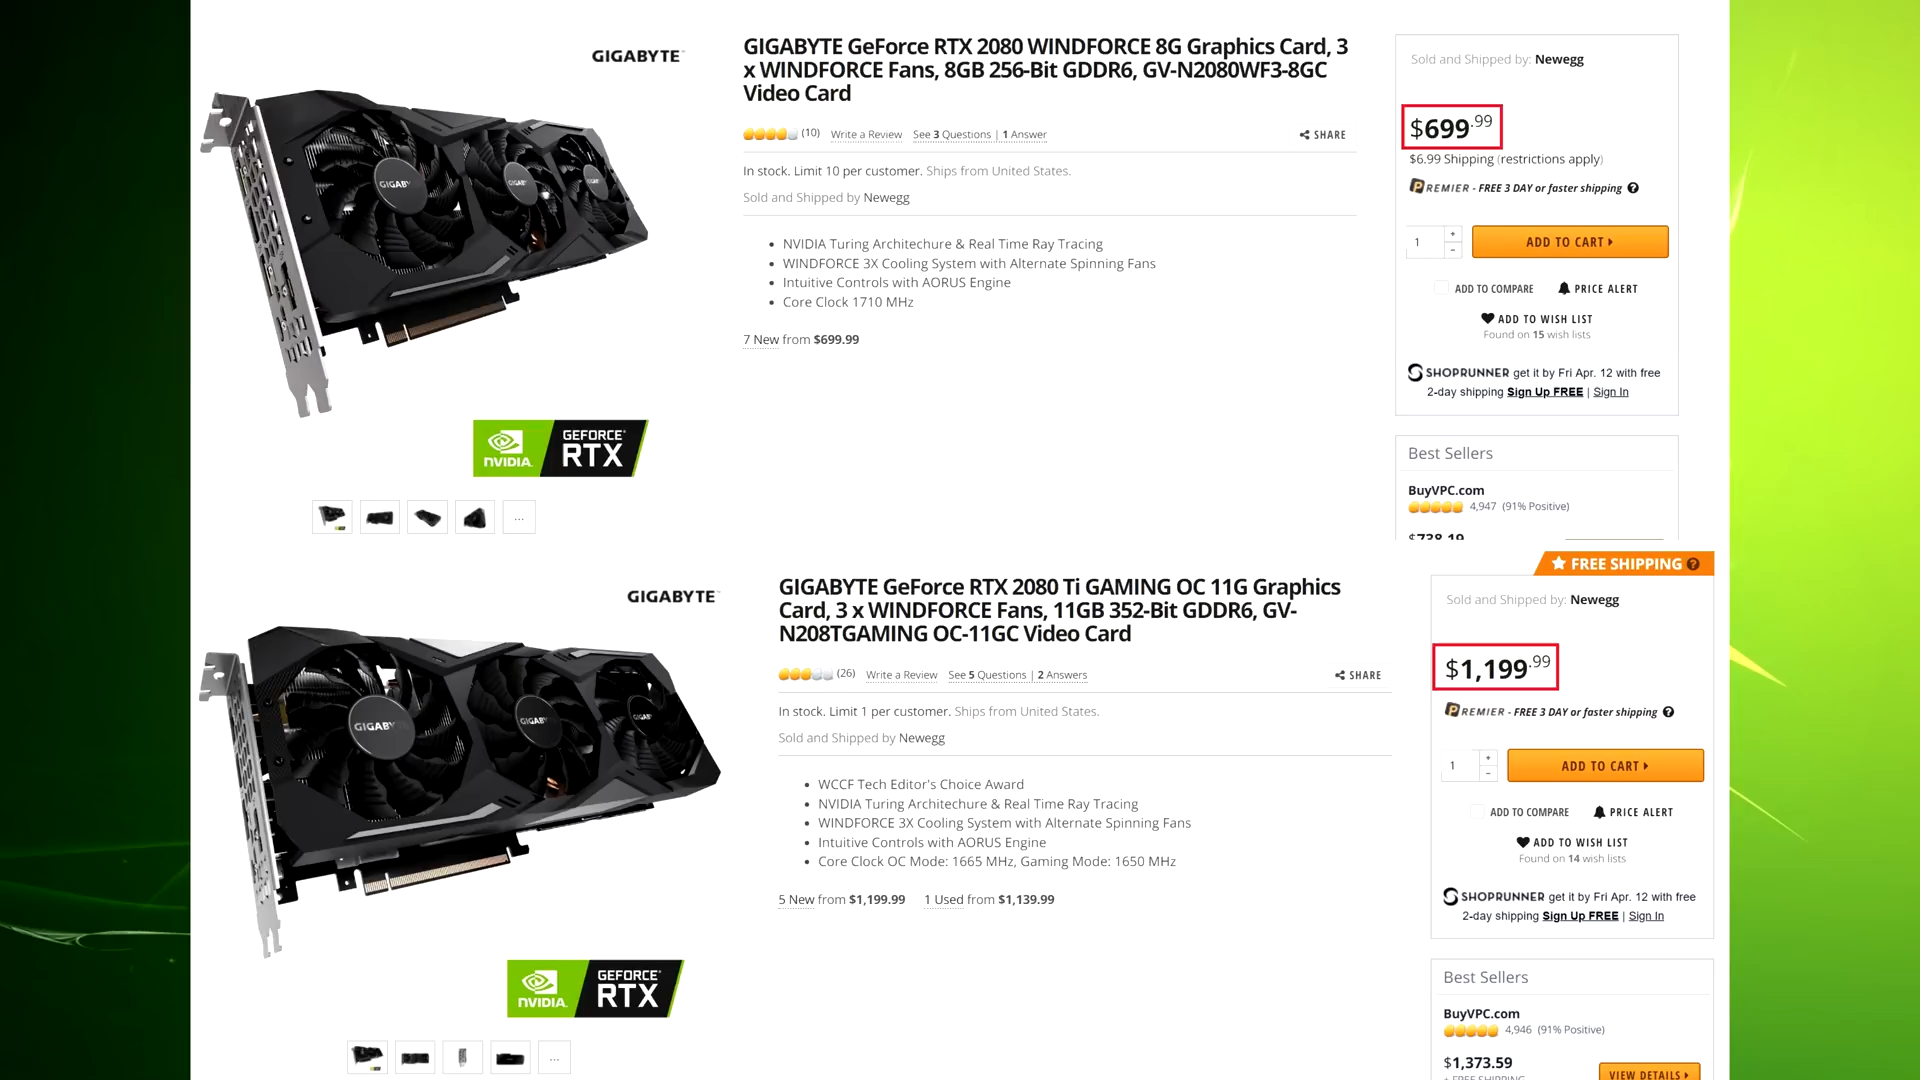 GIGABYTE™
GIGABYTE GeForce RTX 2080 WINDFORCE 8G Graphics Card, 3
x WINDFORCE Fans, 8GB 256-Bit GDDR6, GV-N2080WF3-8GC
Video Card
(10) Write a Review See 3 Questions | 1 Answer
SHARE
In stock. Limit 10 per customer. Ships from United States.
Sold and Shipped by Newegg
NVIDIA Turing Architechure & Real Time Ray Tracing
WINDFORCE 3X Cooling System with Alternate Spinning Fans
Intuitive Controls with AORUS Engine
Core Clock 1710 MHz
7 New from $699.99
NVIDIA.
GEFORCE®
RTX
...
Sold and Shipped by: Newegg
$699.99
$6.99 Shipping (restrictions apply)
PREMIER - FREE 3 DAY or faster shipping ?
1 + -
ADD TO CART
ADD TO COMPARE PRICE ALERT
ADD TO WISH LIST
Found on 15 wish lists
SHOPRUNNER get it by Fri Apr. 12 with free
2-day shipping Sign Up FREE | Sign In
Best Sellers
BuyVPC.com
4,947 (91% Positive)
$738.19
GIGABYTE™
GIGABYTE GeForce RTX 2080 Ti GAMING OC 11G Graphics
Card, 3 x WINDFORCE Fans, 11GB 352-Bit GDDR6, GV-
N208TGAMING OC-11GC Video Card
(26) Write a Review See 5 Questions | 2 Answers
SHARE
In stock. Limit 1 per customer. Ships from United States.
Sold and Shipped by Newegg
WCCF Tech Editor's Choice Award
NVIDIA Turing Architechure & Real Time Ray Tracing
WINDFORCE 3X Cooling System with Alternate Spinning Fans
Intuitive Controls with AORUS Engine
Core Clock OC Mode: 1665 MHz, Gaming Mode: 1650 MHz
5 New from $1,199.99 1 Used from $1,139.99
NVIDIA.
GEFORCE®
RTX
...
FREE SHIPPING ?
Sold and Shipped by: Newegg
$1,199.99
PREMIER - FREE 3 DAY or faster shipping ?
1 + -
ADD TO CART
ADD TO COMPARE PRICE ALERT
ADD TO WISH LIST
Found on 14 wish lists
SHOPRUNNER get it by Fri Apr. 12 with free
2-day shipping Sign Up FREE | Sign In
Best Sellers
BuyVPC.com
4,946 (91% Positive)
$1,373.59
+ FREE SHIPPING
VIEW DETAILS